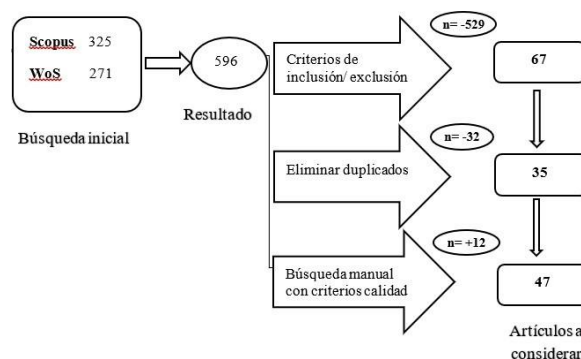 Scopus 325
WoS 271
Búsqueda inicial
596
Resultado
Criterios de
inclusión/ exclusión
n= -529
67
Eliminar duplicados
n= -32
35
Búsqueda manual
con criterios calidad
n= +12
47
Artículos a
considerar